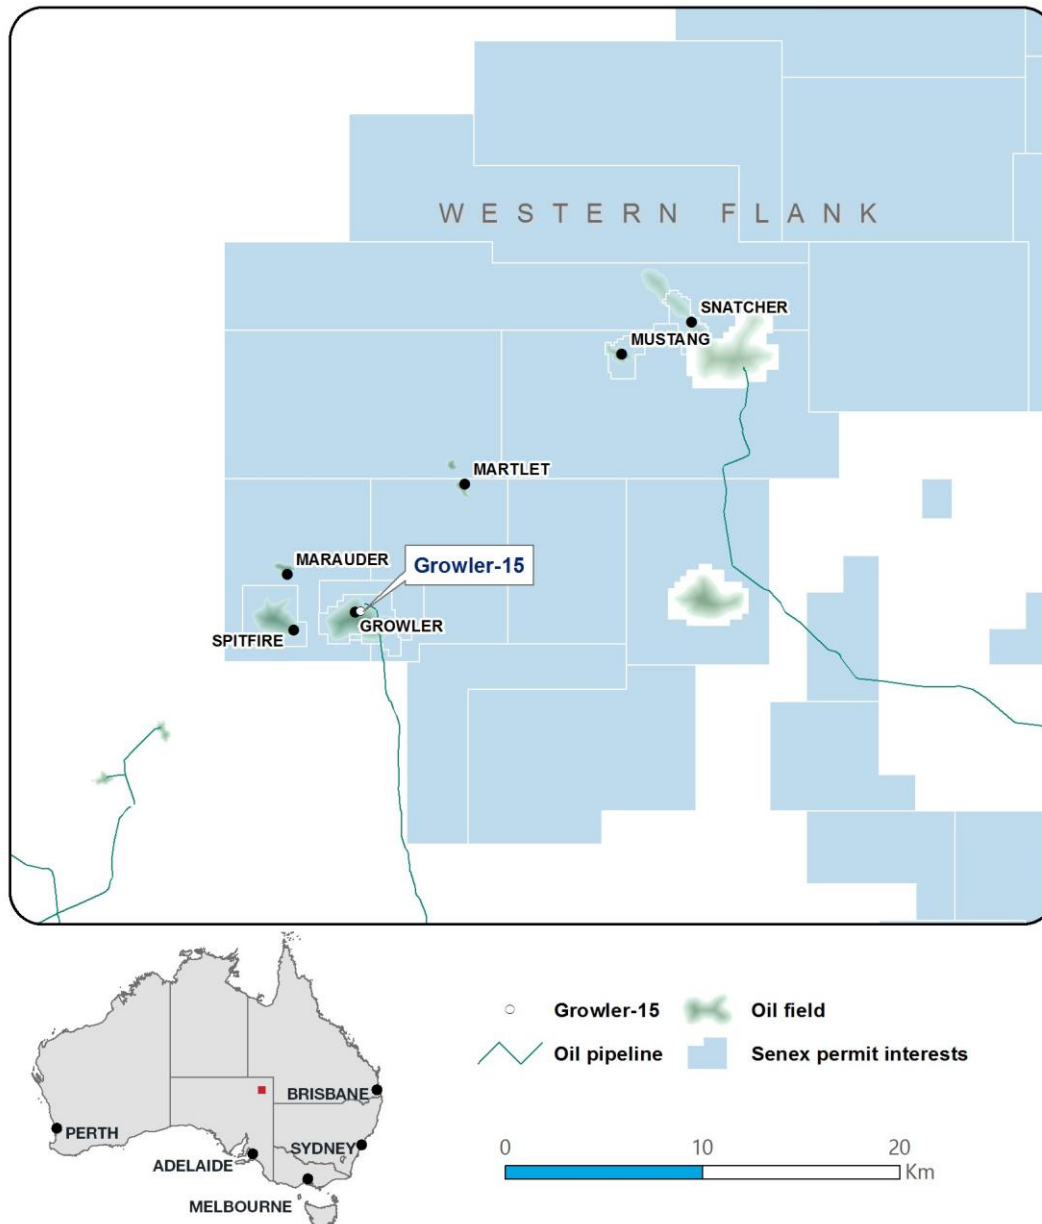 WESTERN FLANK
SNATCHER
MUSTANG
MARTLET
MARAUDER
Growler-15
GROWLER
SPITFIRE
Growler-15
Oil field
Oil pipeline
Senex permit interests
BRISBANE
PERTH
SYDNEY
ADELAIDE
MELBOURNE
0 10 20
Km